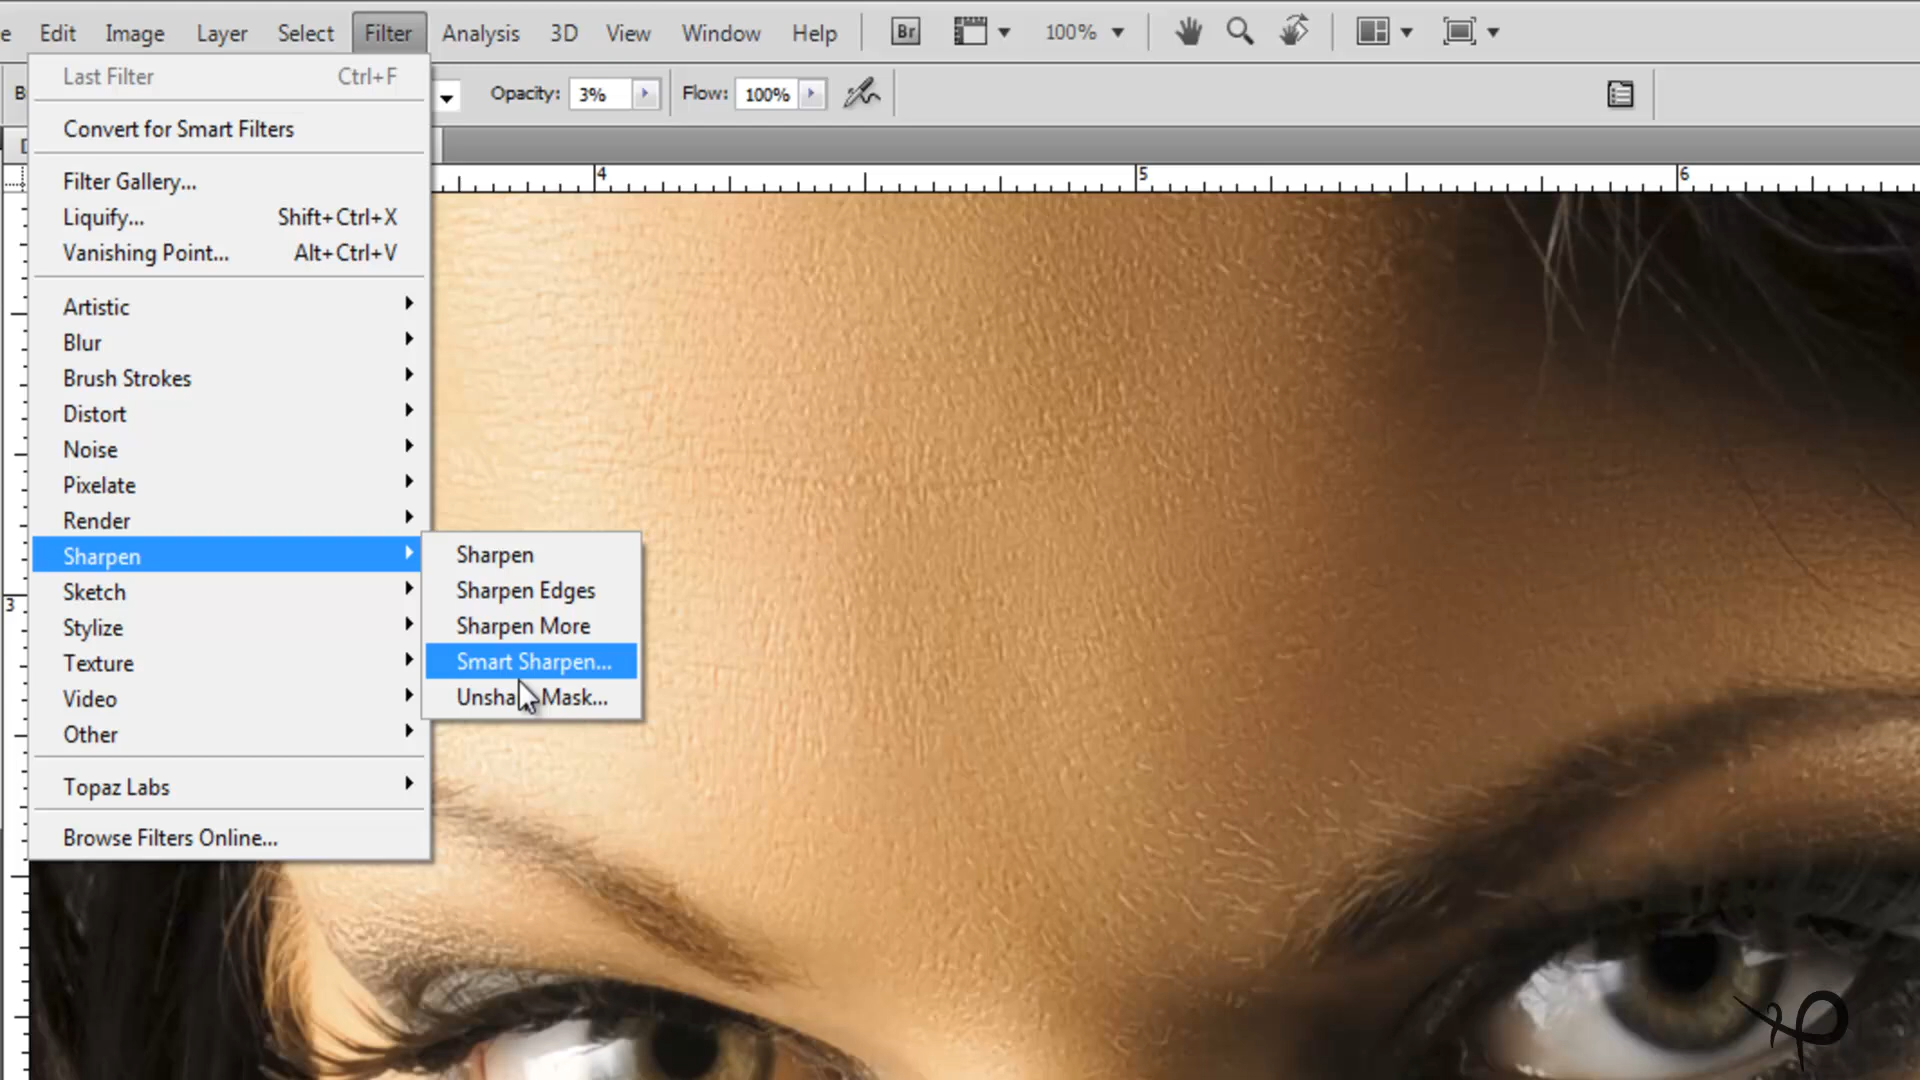 e Edit Image Layer Select Filter Analysis 3D View Window Help Br 100%
B Opacity: 3% Flow: 100%
Last Filter Ctrl+F
Convert for Smart Filters
Filter Gallery...
Liquify... Shift+Ctrl+X
Vanishing Point... Alt+Ctrl+V
Artistic
Blur
Brush Strokes
Distort
Noise
Pixelate
Render
Sharpen
Sketch
Stylize
Texture
Video
Other
Topaz Labs
Browse Filters Online...
Sharpen
Sharpen Edges
Sharpen More
Smart Sharpen...
Unsha Mask...
4 5 6
3